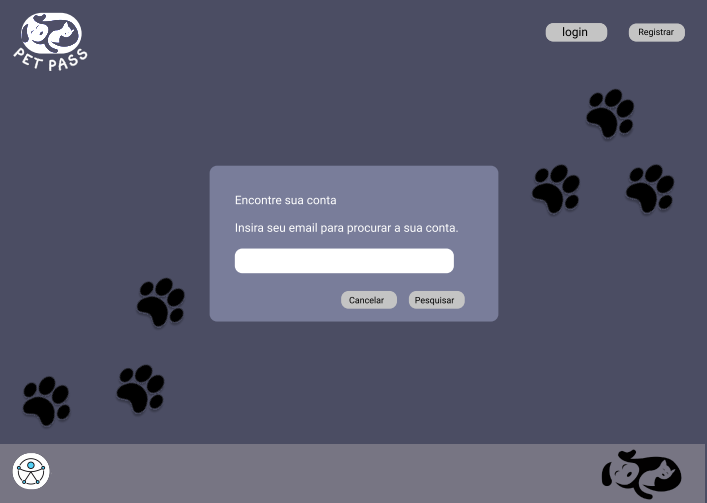 PET PASS
login
Registrar
Encontre sua conta
Insira seu email para procurar a sua conta.
Cancelar
Pesquisar